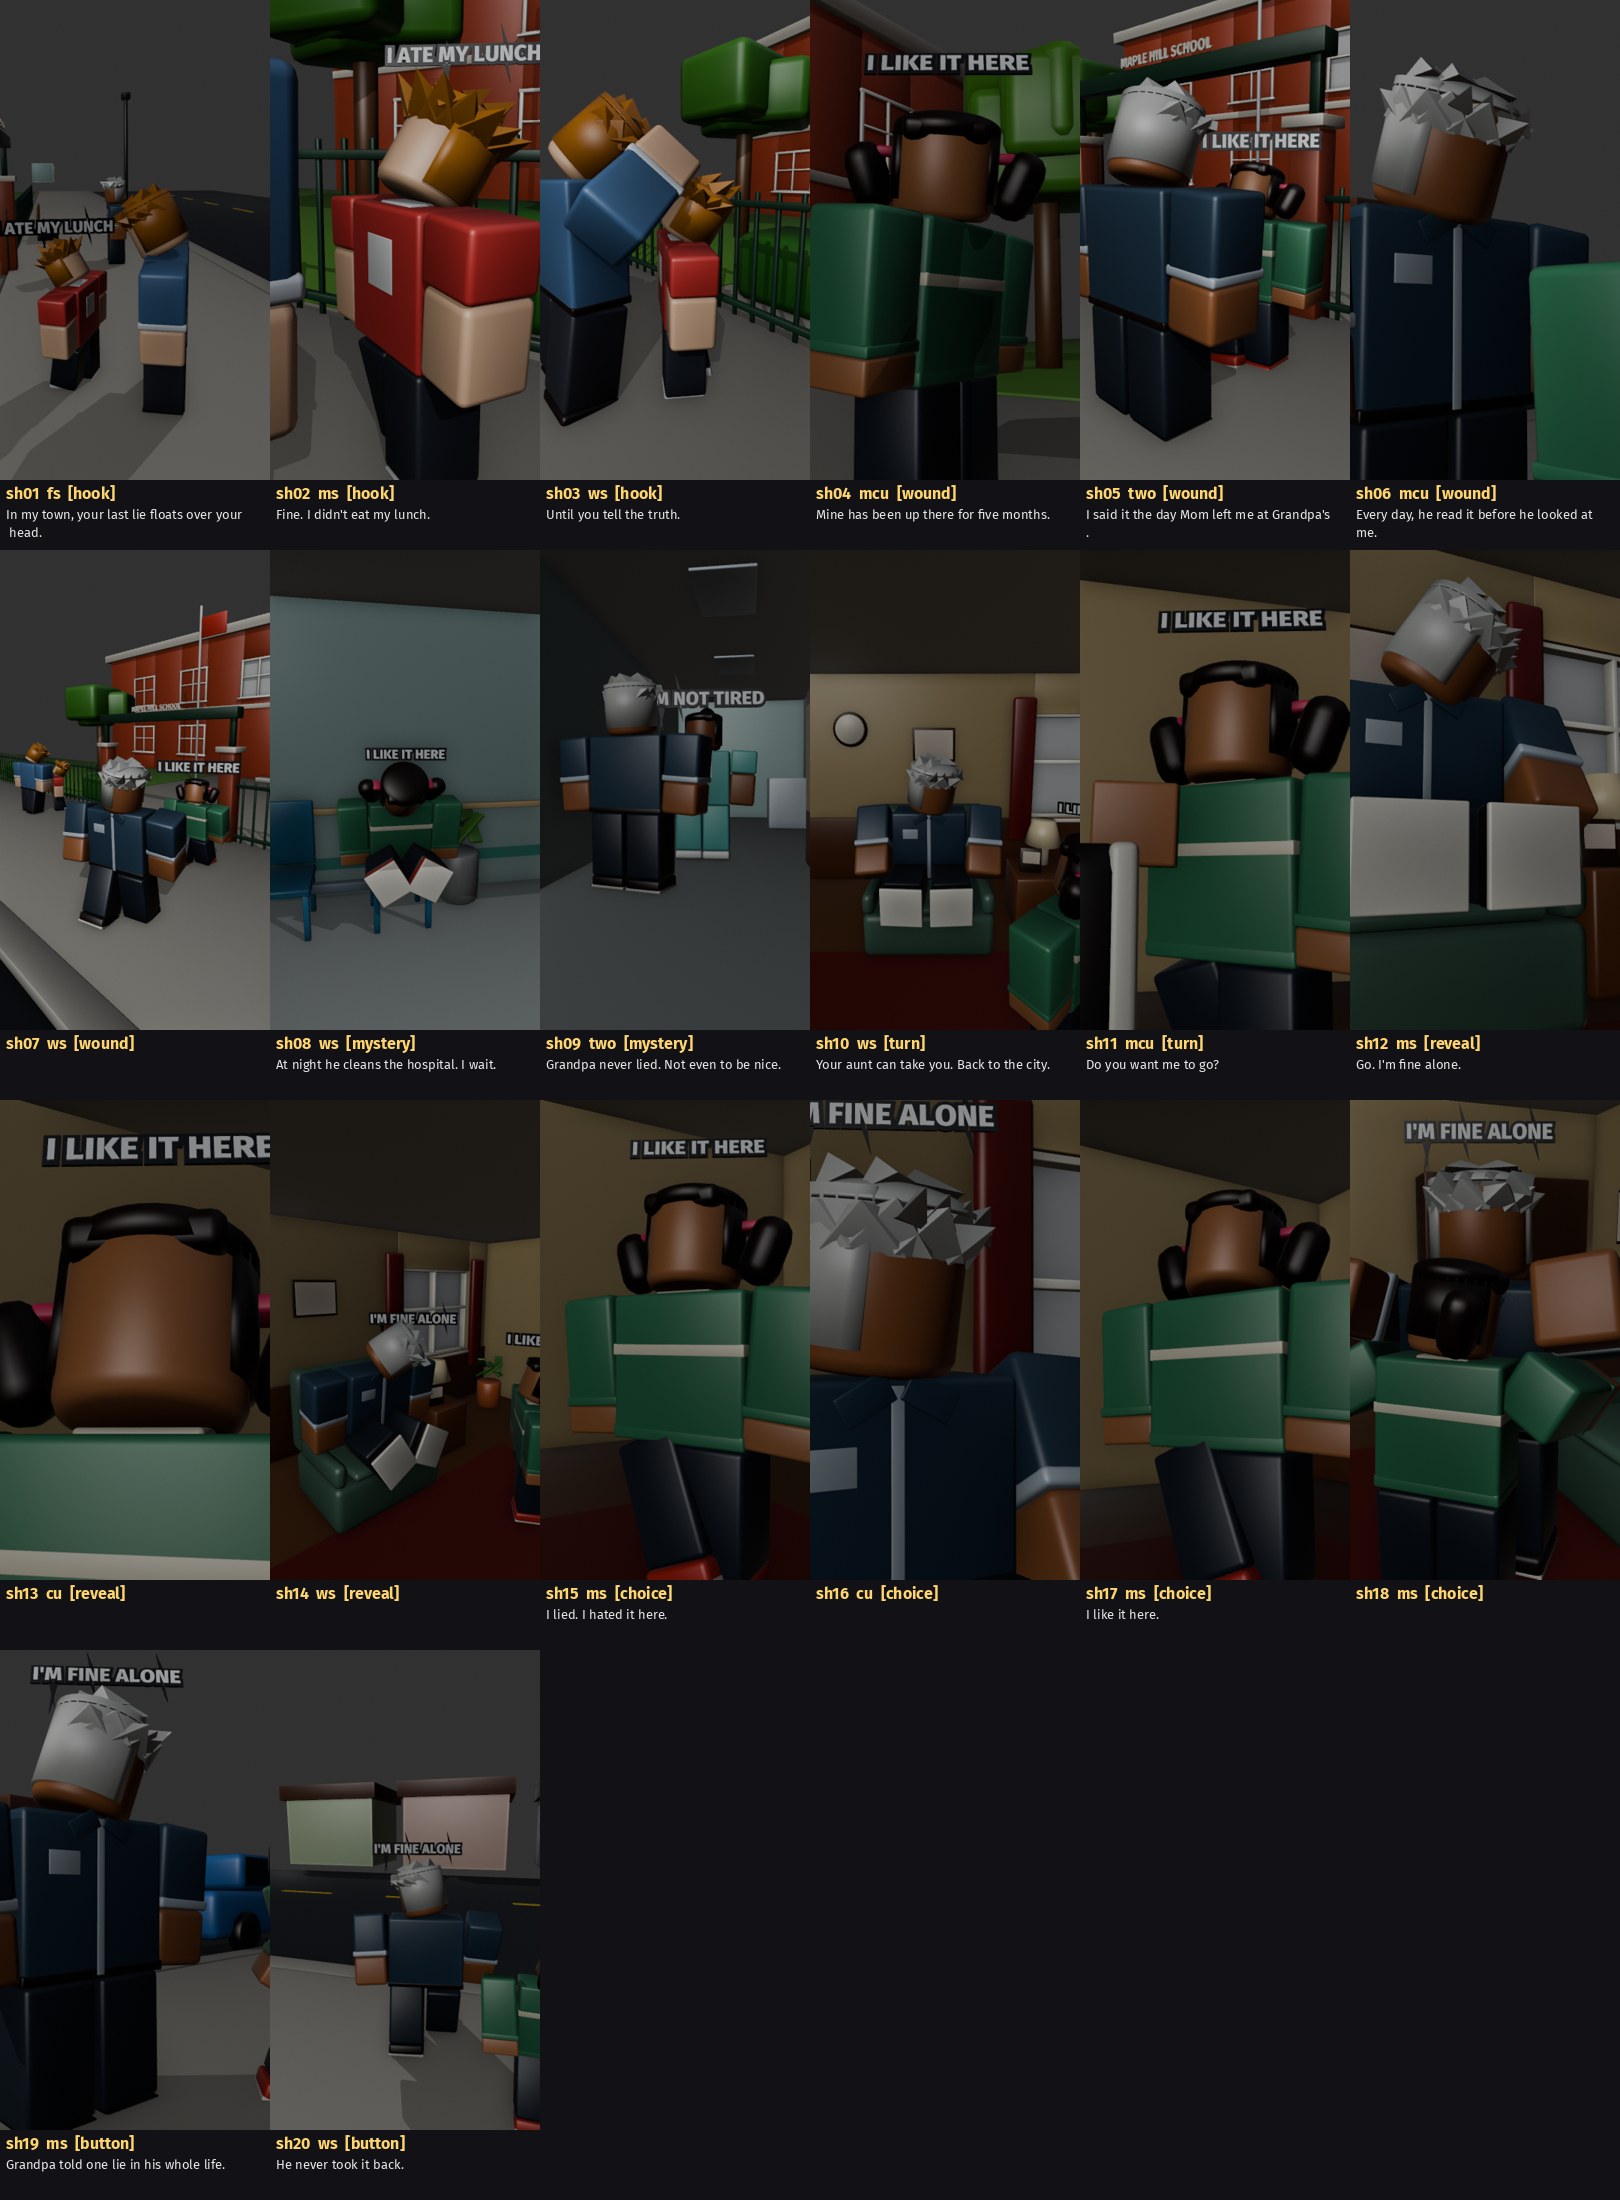 ATE MY LUNCH
I ATE MY LUNCH
I LIKE IT HERE
MAPLE HILL SCHOOL
I LIKE IT HERE
sh01 fs [hook]
In my town, your last lie floats over your
head.
sh02 ms [hook]
Fine. I didn't eat my lunch.
sh03 ws [hook]
Until you tell the truth.
sh04 mcu [wound]
Mine has been up there for five months.
sh05 two [wound]
I said it the day Mom left me at Grandpa's
.
sh06 mcu [wound]
Every day, he read it before he looked at
me.
MAPLE HILL SCHOOL
I LIKE IT HERE
I LIKE IT HERE
M NOT TIRED
I LI
I LIKE IT HERE
sh07 ws [wound]
sh08 ws [mystery]
At night he cleans the hospital. I wait.
sh09 two [mystery]
Grandpa never lied. Not even to be nice.
sh10 ws [turn]
Your aunt can take you. Back to the city.
sh11 mcu [turn]
Do you want me to go?
sh12 ms [reveal]
Go. I'm fine alone.
I LIKE IT HERE
I'M FINE ALONE
I LIKE
I LIKE IT HERE
M FINE ALONE
I'M FINE ALONE
sh13 cu [reveal]
sh14 ws [reveal]
sh15 ms [choice]
I lied. I hated it here.
sh16 cu [choice]
sh17 ms [choice]
I like it here.
sh18 ms [choice]
I'M FINE ALONE
I'M FINE ALONE
sh19 ms [button]
Grandpa told one lie in his whole life.
sh20 ws [button]
He never took it back.